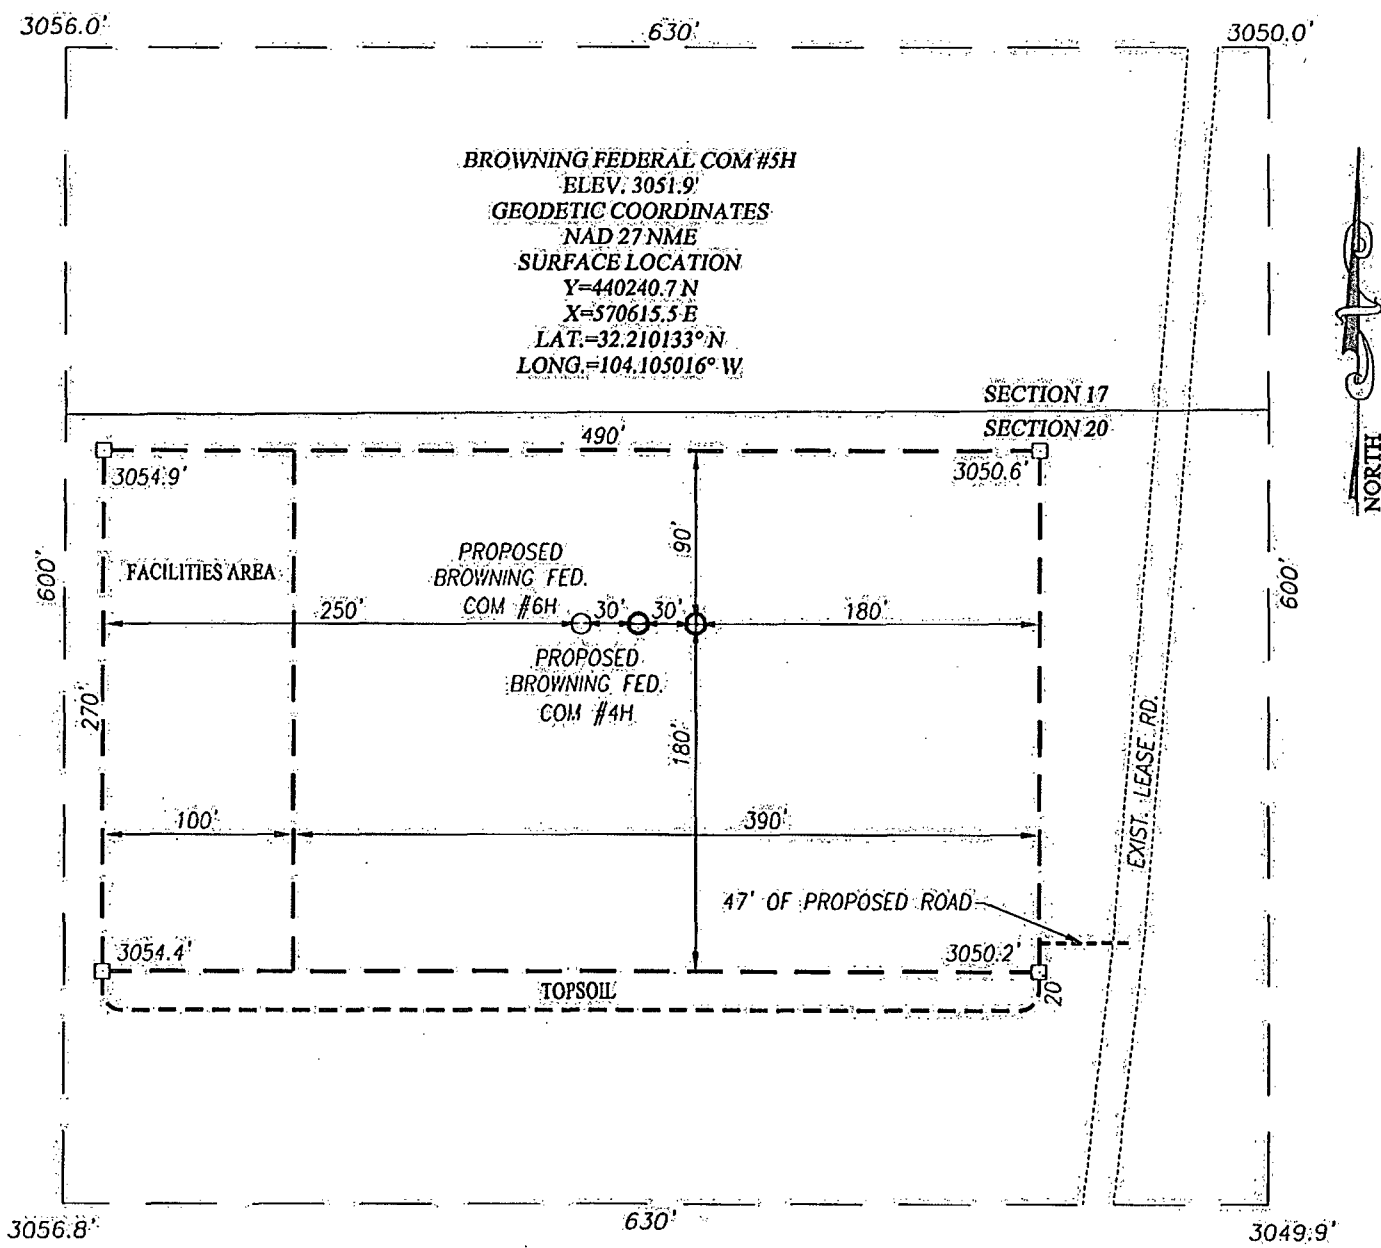 3056.0'
630'
3050.0'
BROWNING FEDERAL COM #5H
ELEV. 3051.9'
GEODETIC COORDINATES
NAD 27 NME
SURFACE LOCATION
Y=440240.7 N
X=570615.5 E
LAT.=32.210133° N
LONG.=104.105016° W
NORTH
SECTION 17
SECTION 20
490'
3054.9'
3050.6'
600'
90'
600'
FACILITIES AREA
PROPOSED
BROWNING FED.
COM #6H
250'
30'
30'
180'
PROPOSED
BROWNING FED.
COM #4H
270'
180'
EXIST. LEASE RD.
100'
390'
47' OF PROPOSED ROAD
3054.4'
3050.2'
TOPSOIL
20'
3056.8'
630'
3049.9'